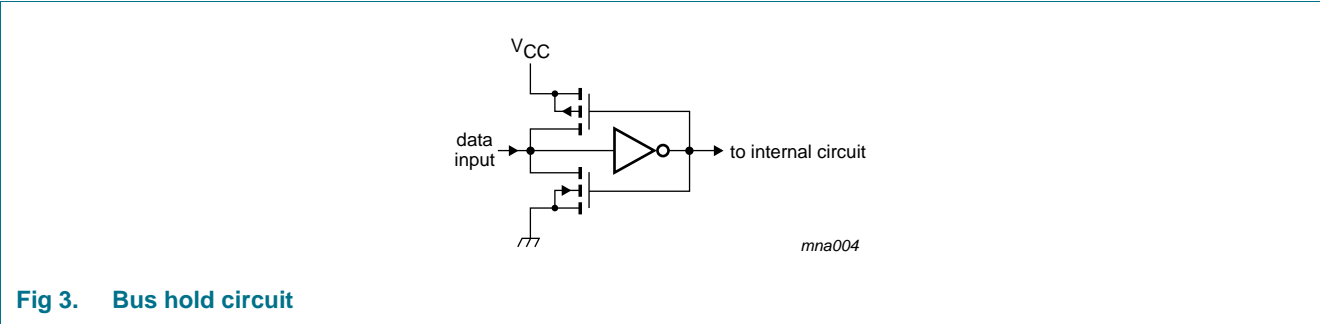 VCC
data
input
to internal circuit
mna004
Fig 3. Bus hold circuit